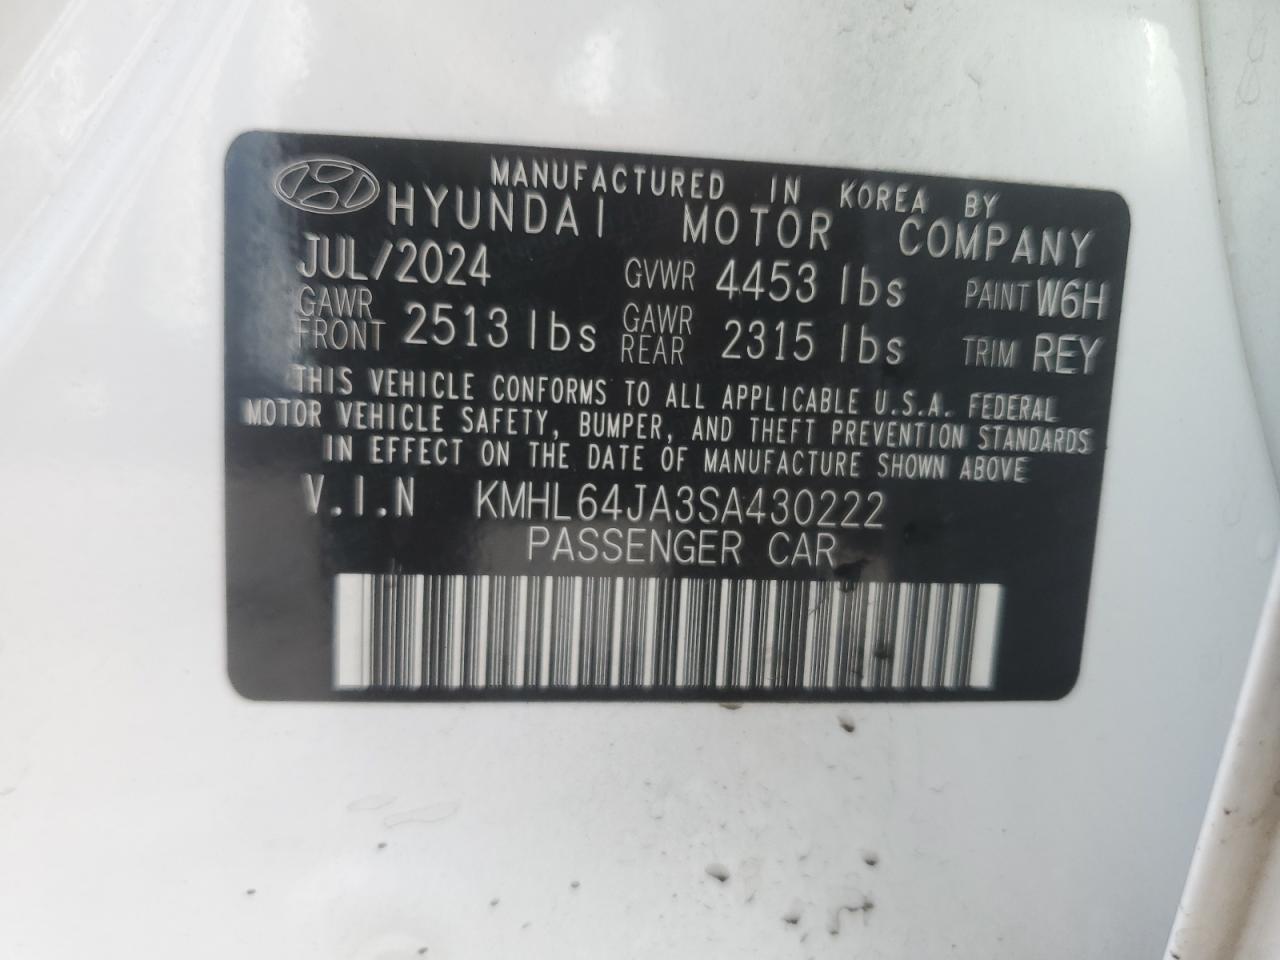 MANUFACTURED IN KOREA BY
HYUNDAI MOTOR COMPANY
JUL/2024 GVWR 4453 lbs PAINT W6H
GAWR FRONT 2513 lbs GAWR REAR 2315 lbs TRIM REY
THIS VEHICLE CONFORMS TO ALL APPLICABLE U.S.A. FEDERAL
MOTOR VEHICLE SAFETY, BUMPER, AND THEFT PREVENTION STANDARDS
IN EFFECT ON THE DATE OF MANUFACTURE SHOWN ABOVE
V.I.N KMHL64JA3SA430222
PASSENGER CAR